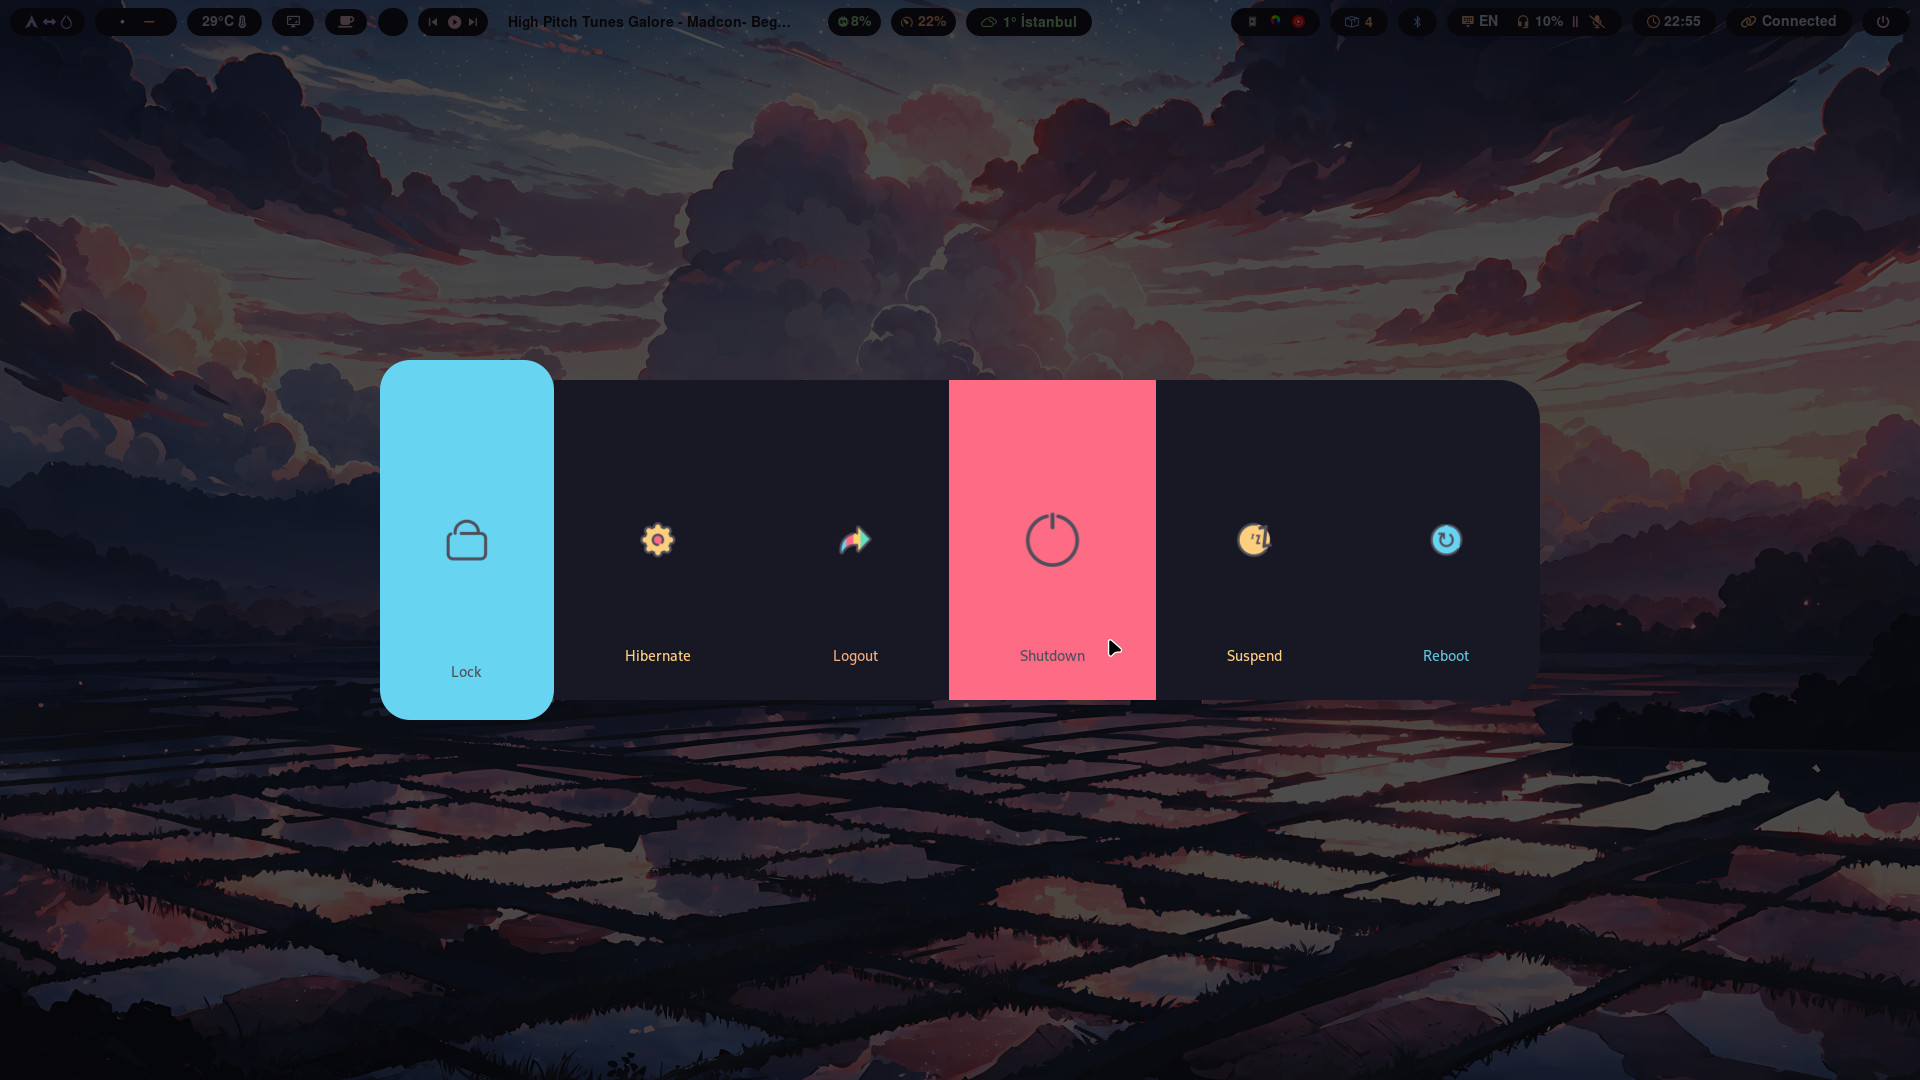 29°C
High Pitch Tunes Galore - Madcon- Beg...
8%
22%
1° İstanbul
4
EN
10%
22:55
Connected
Lock
Hibernate
Logout
Shutdown
Suspend
Reboot